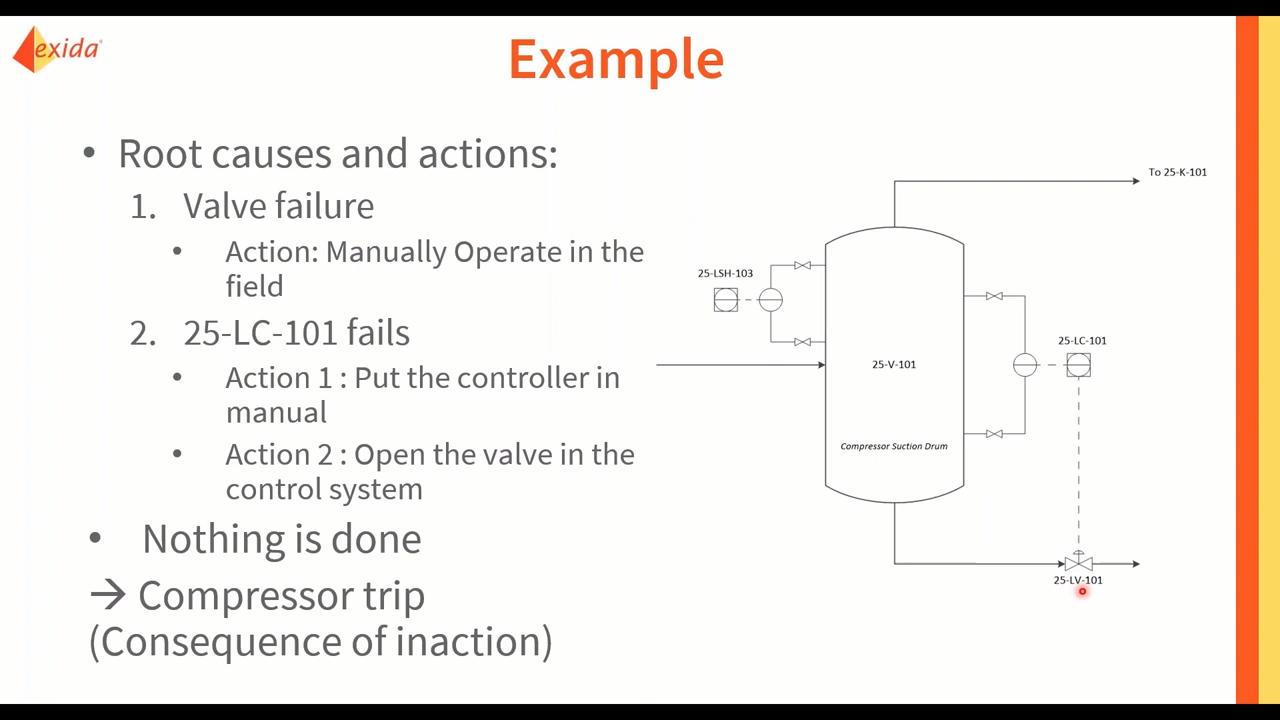 exida
Example
• Root causes and actions:
1. Valve failure
• Action: Manually Operate in the
field
2. 25-LC-101 fails
• Action 1 : Put the controller in
manual
• Action 2 : Open the valve in the
control system
• Nothing is done
→ Compressor trip
(Consequence of inaction)
To 25-K-101
25-LSH-103
25-LC-101
25-V-101
Compressor Suction Drum
25-LV-101